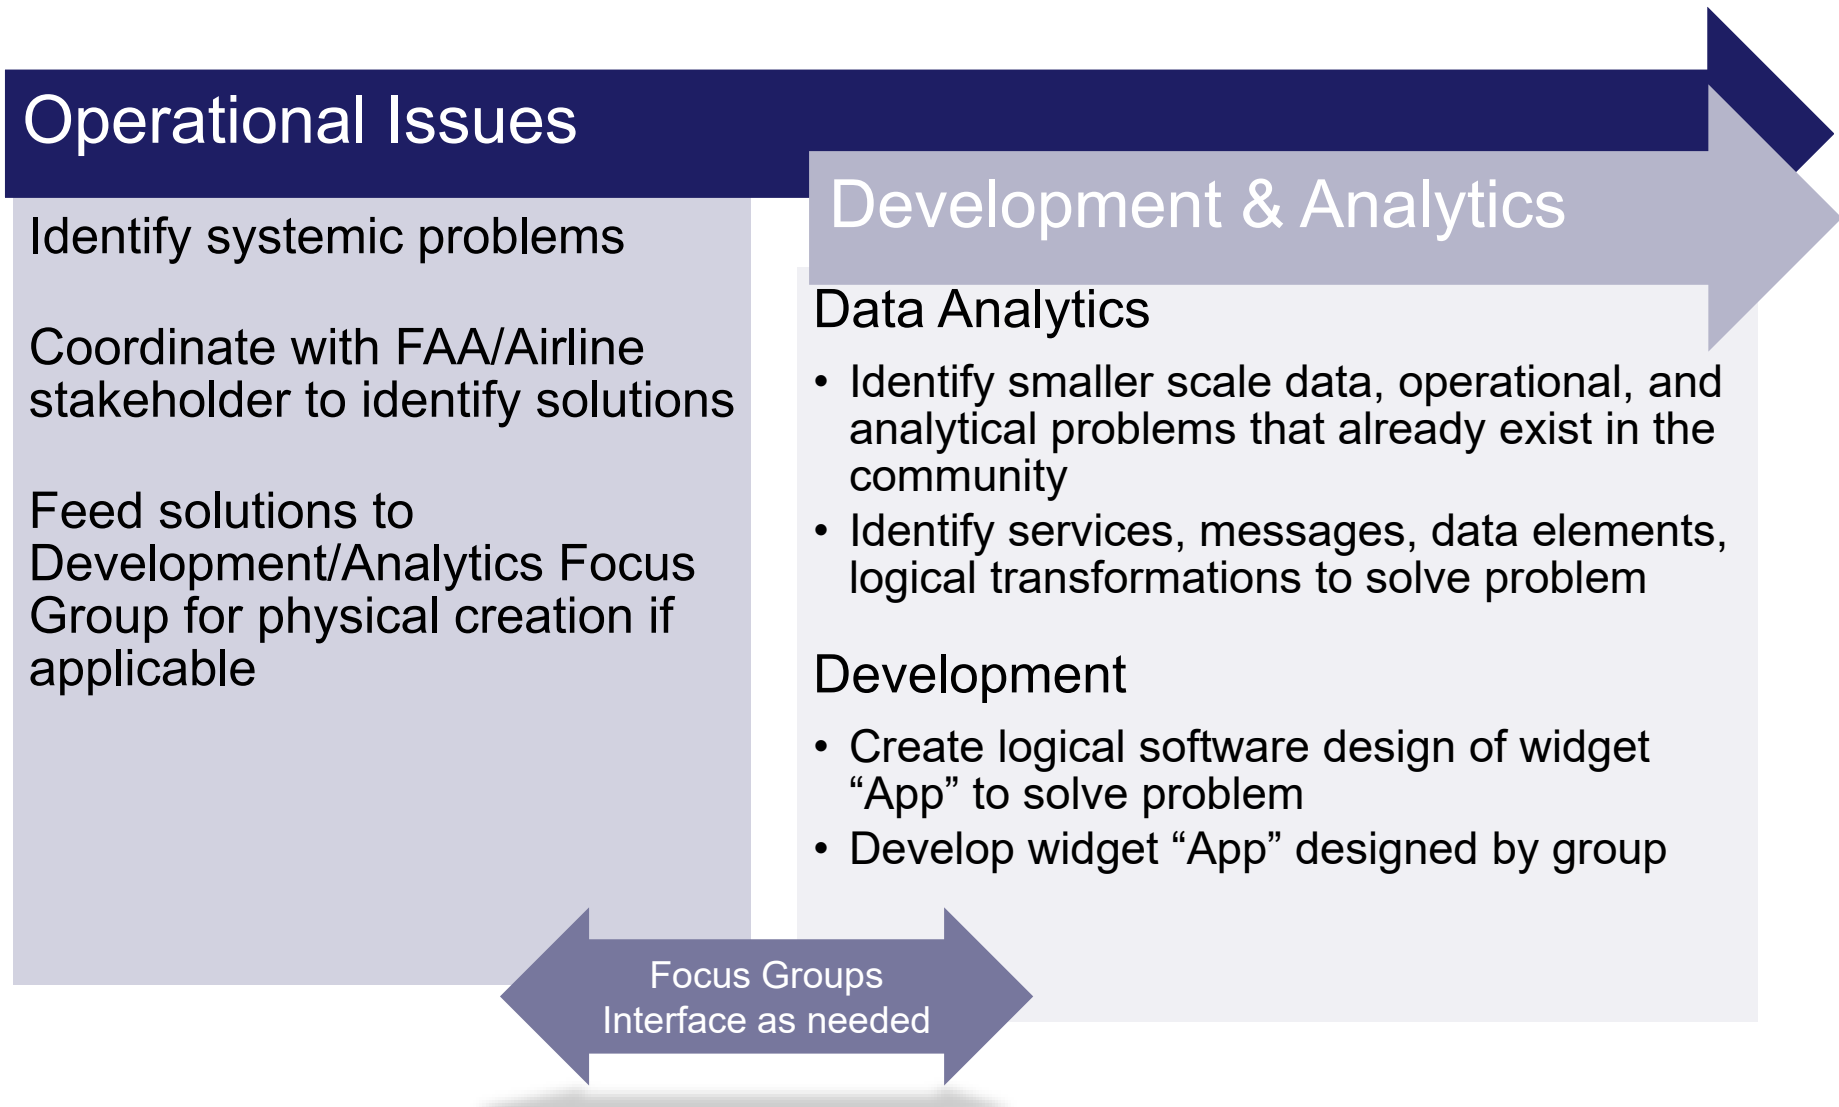 Operational Issues
Identify systemic problems
Coordinate with FAA/Airline
stakeholder to identify solutions
Feed solutions to
Development/Analytics Focus
Group for physical creation if
applicable
Development & Analytics
Data Analytics
• Identify smaller scale data, operational, and
analytical problems that already exist in the
community
• Identify services, messages, data elements,
logical transformations to solve problem
Development
• Create logical software design of widget
“App” to solve problem
• Develop widget “App” designed by group
Focus Groups
Interface as needed